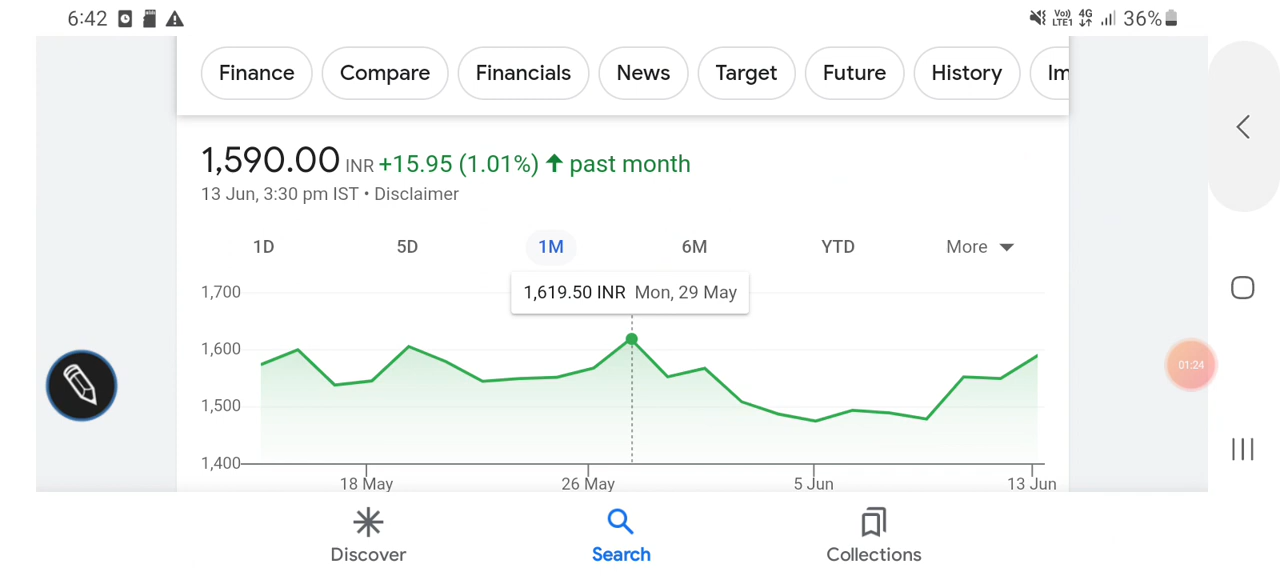 6:42
Vo)) LTE1 4G 36%
Finance Compare Financials News Target Future History Im
1,590.00 INR +15.95 (1.01%) ↑ past month
13 Jun, 3:30 pm IST • Disclaimer
1D 5D 1M 6M YTD More
1,619.50 INR Mon, 29 May
1,700
1,600
1,500
1,400
18 May 26 May 5 Jun 13 Jun
01:24
Discover Search Collections